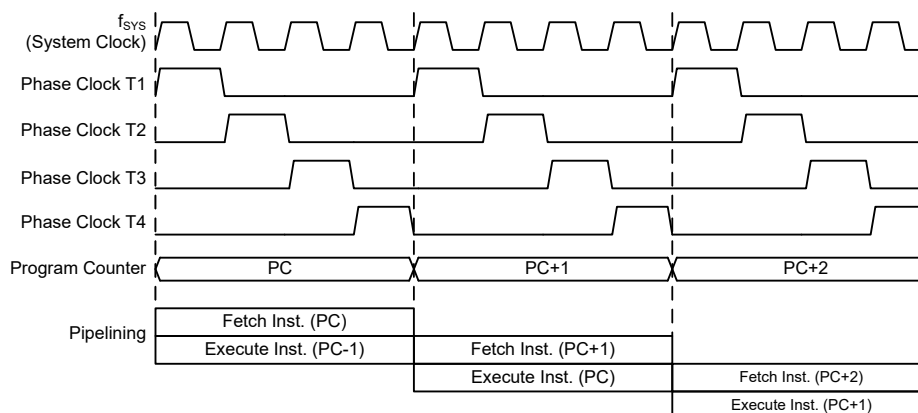 fSYS
(System Clock)
Phase Clock T1
Phase Clock T2
Phase Clock T3
Phase Clock T4
Program Counter PC PC+1 PC+2
Pipelining
Fetch Inst. (PC)
Execute Inst. (PC-1) Fetch Inst. (PC+1)
Execute Inst. (PC) Fetch Inst. (PC+2)
Execute Inst. (PC+1)